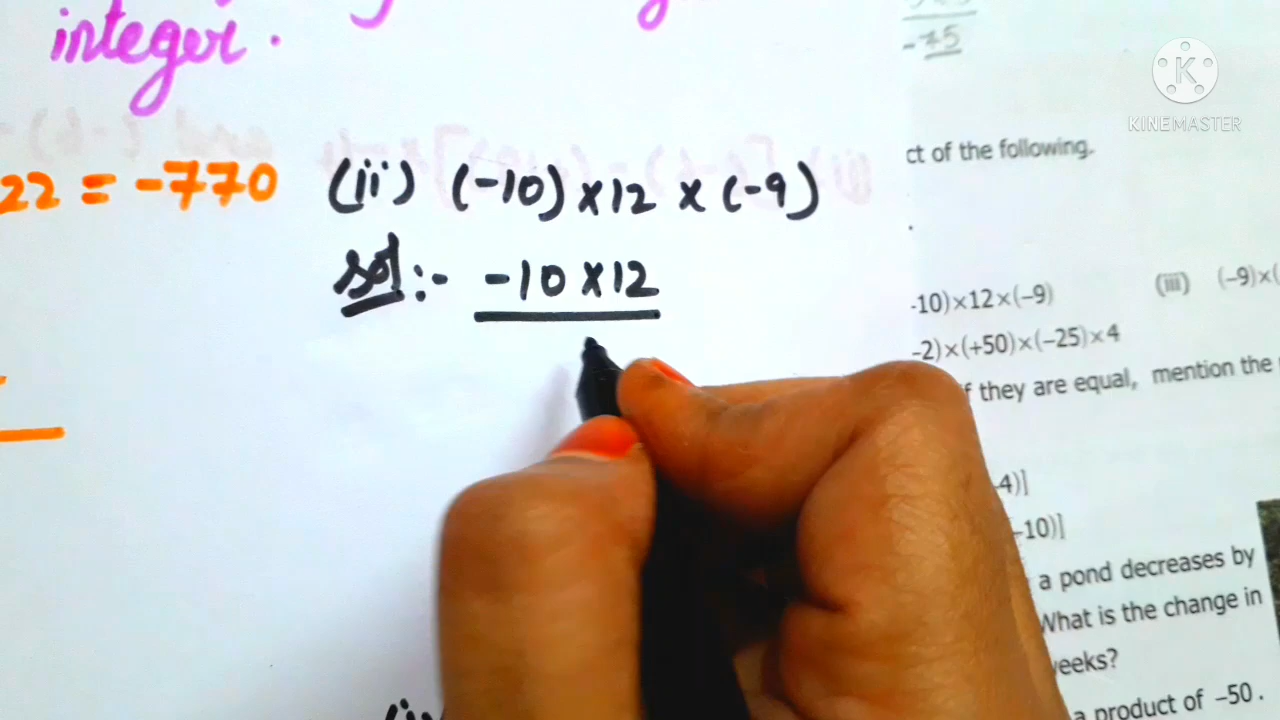 integer.
22 = -770
(ii) (-10) × 12 × (-9)
Sol :- -10 × 12
-75
K
KINEMASTER
ct of the following.
-10)×12×(−9)
(iii) (−9)×(
-2)×(+50)×(−25)×4
f they are equal, mention the
-4)]
-10)]
a pond decreases by
What is the change in
weeks?
a product of −50.